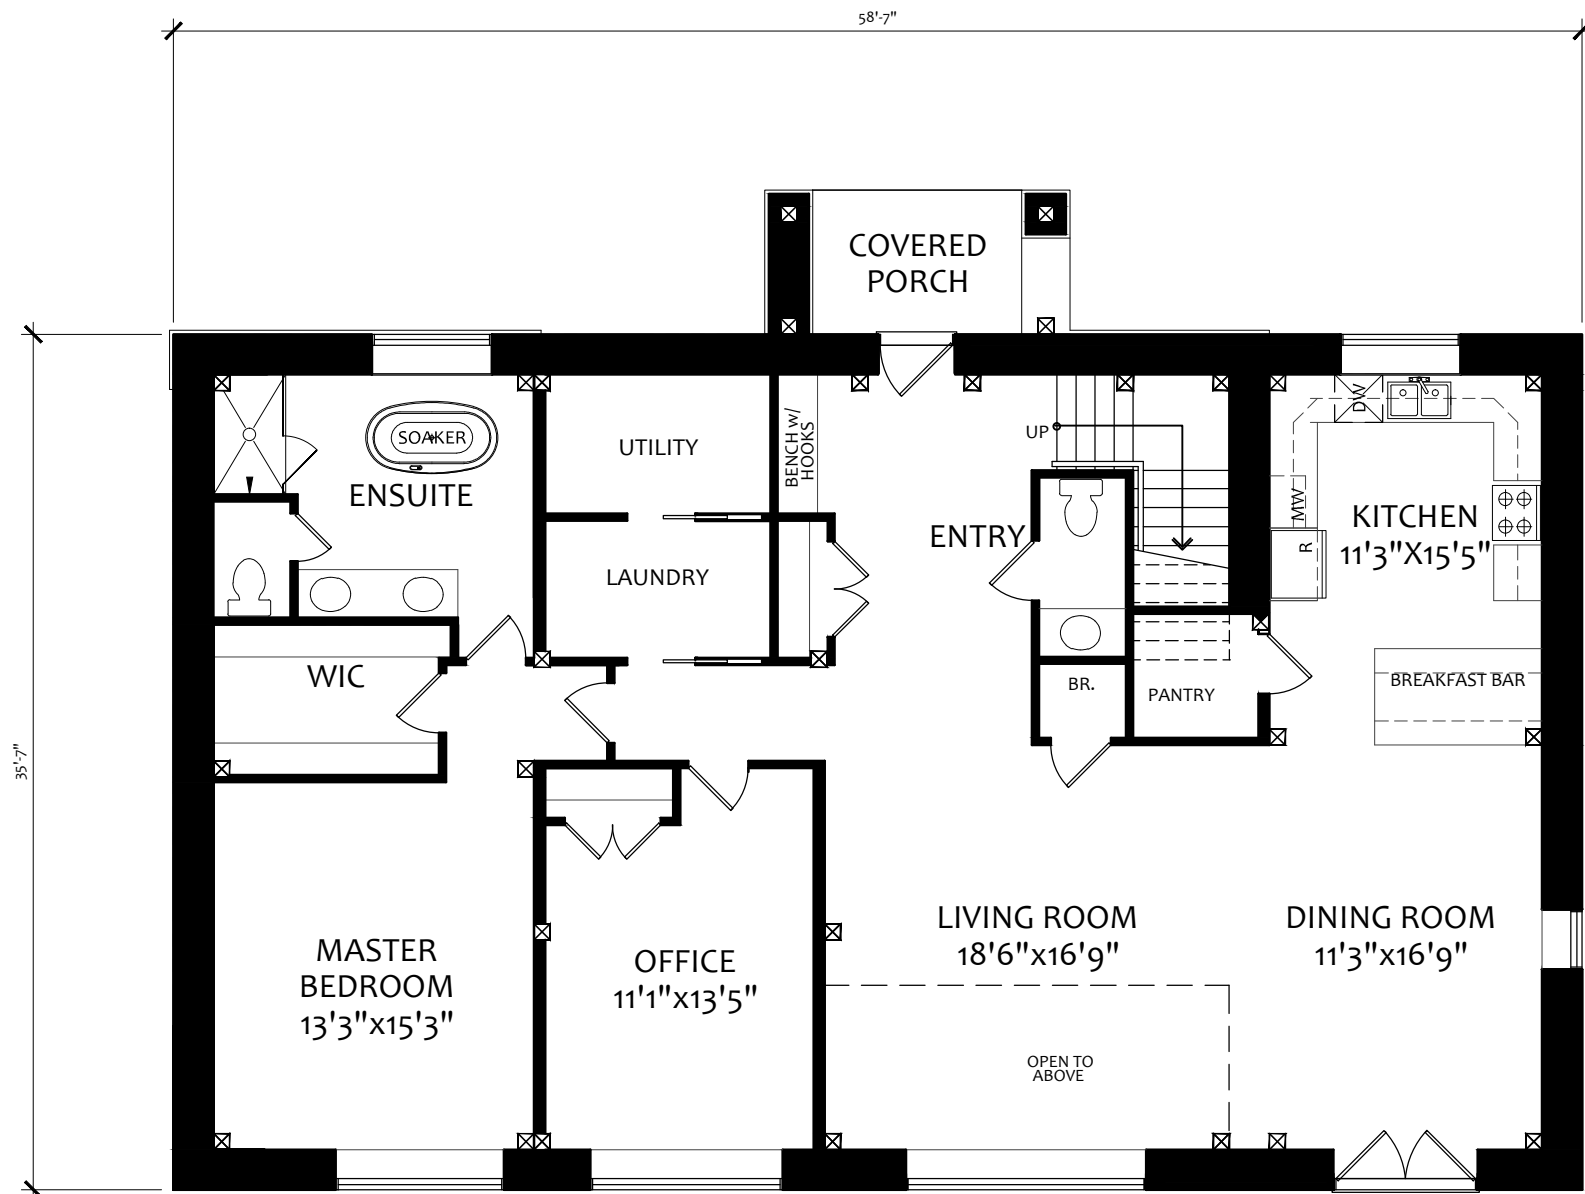 58'-7"
COVERED
PORCH
35'-7"
SOAKER
ENSUITE
UTILITY
BENCH w/
HOOKS
UP
DW
MW
R
KITCHEN
11'3"X15'5"
ENTRY
LAUNDRY
WIC
BR.
PANTRY
BREAKFAST BAR
MASTER
BEDROOM
13'3"x15'3"
OFFICE
11'1"x13'5"
LIVING ROOM
18'6"x16'9"
DINING ROOM
11'3"x16'9"
OPEN TO
ABOVE